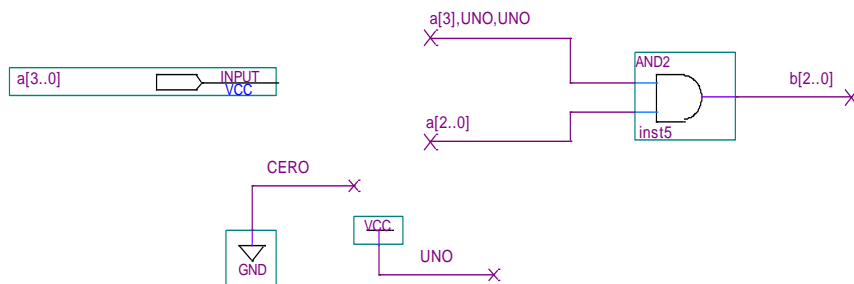 a[3],UNO,UNO
a[3..0]
INPUT
VCC
AND2
b[2..0]
a[2..0]
inst5
CERO
VCC
GND
UNO